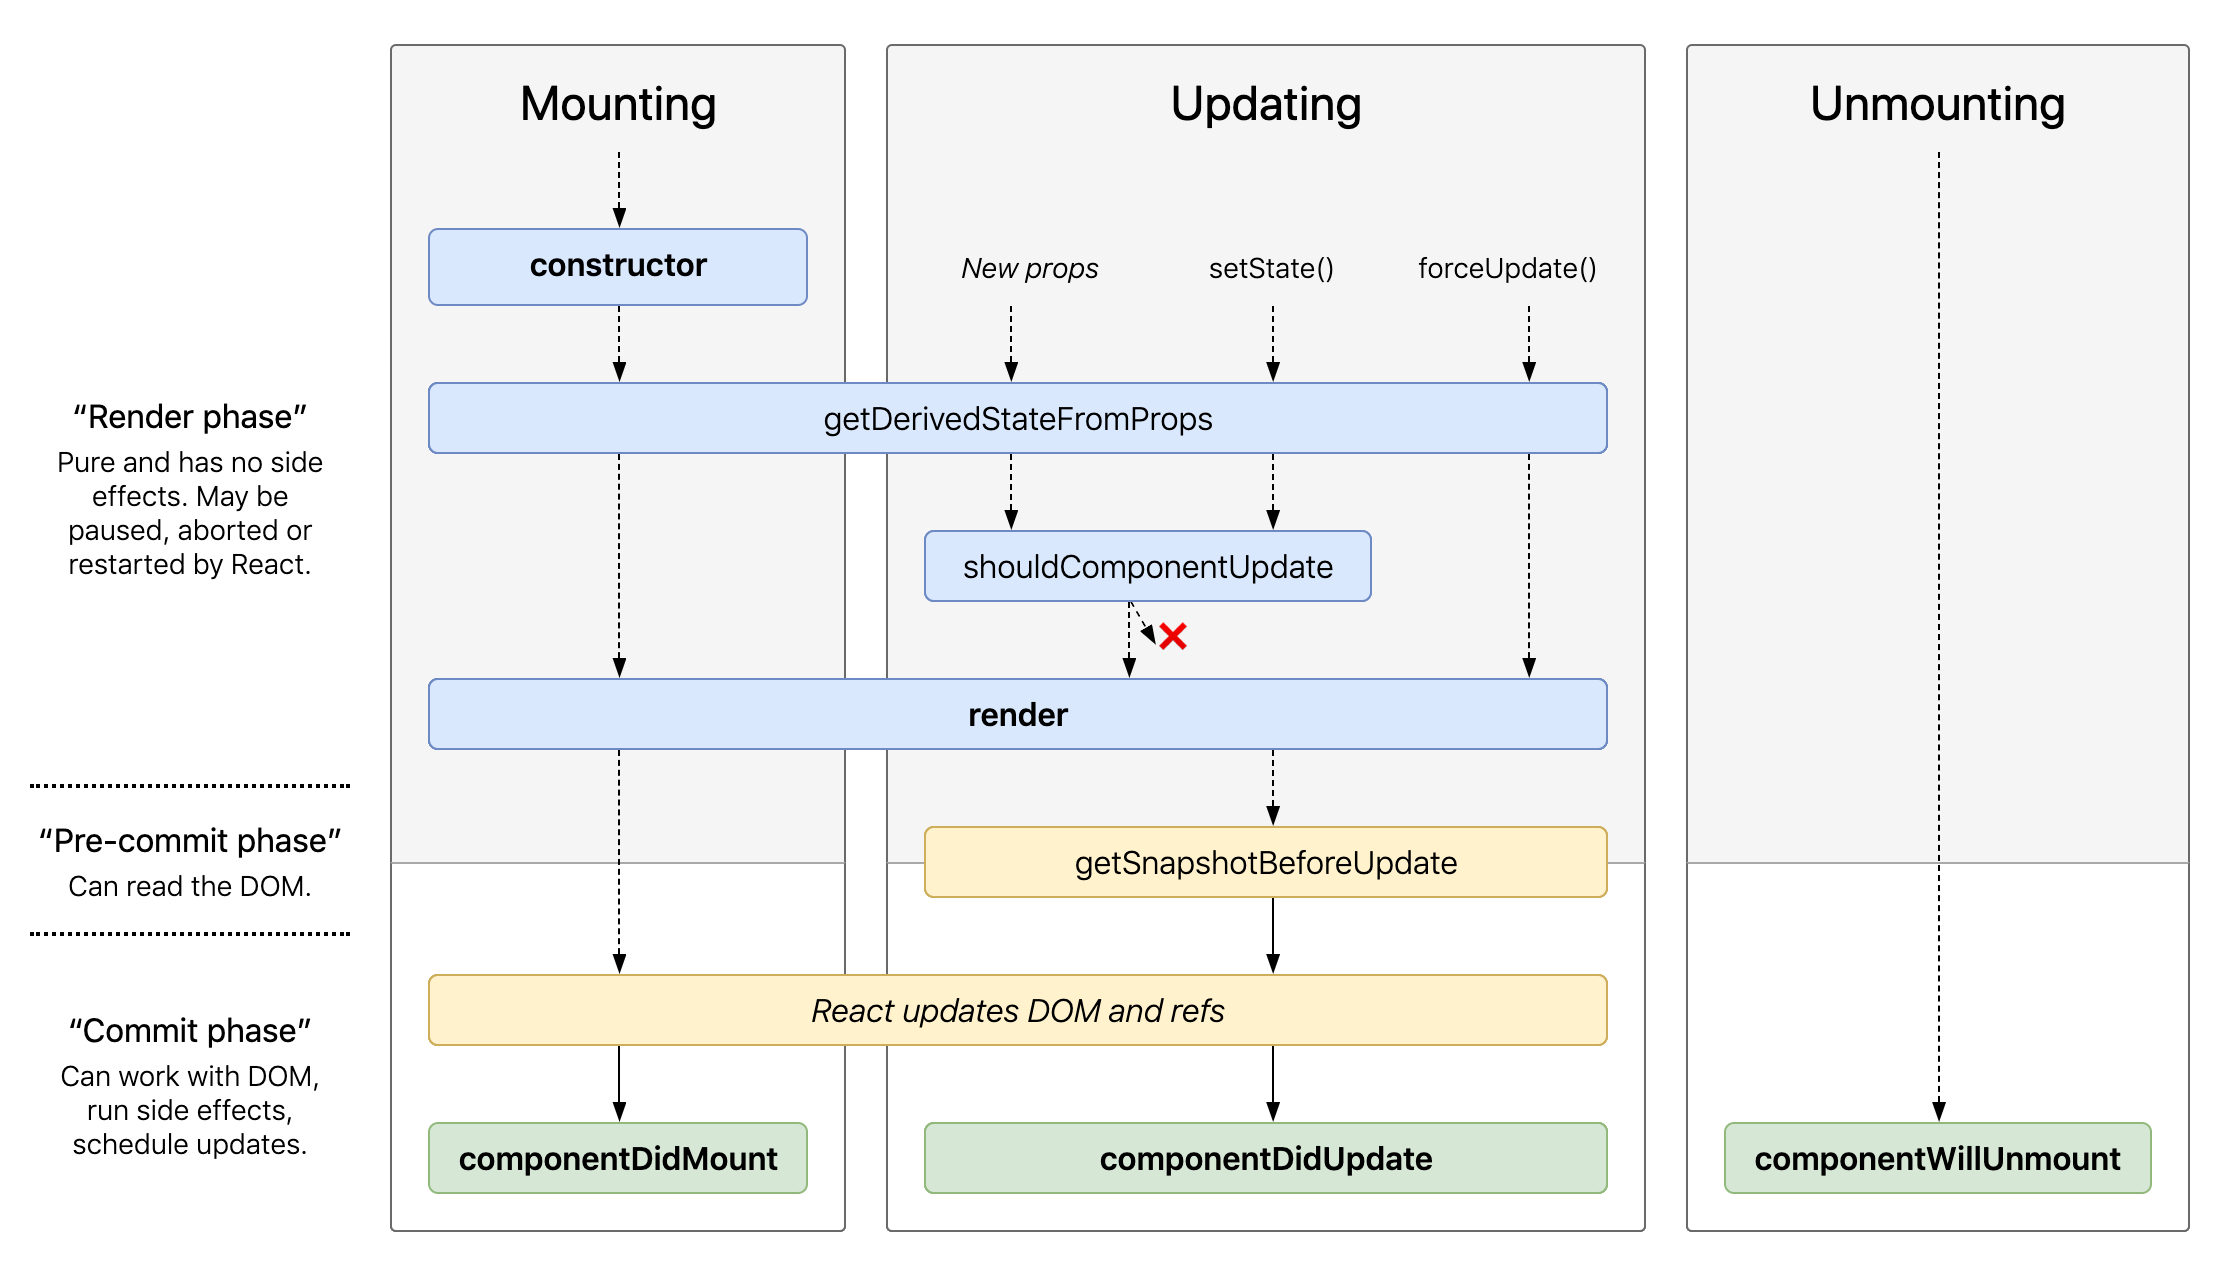 Mounting
Updating
Unmounting
constructor
New props
setState()
forceUpdate()
getDerivedStateFromProps
“Render phase”
Pure and has no side
effects. May be
paused, aborted or
restarted by React.
shouldComponentUpdate
render
“Pre-commit phase”
Can read the DOM.
getSnapshotBeforeUpdate
React updates DOM and refs
“Commit phase”
Can work with DOM,
run side effects,
schedule updates.
componentDidMount
componentDidUpdate
componentWillUnmount